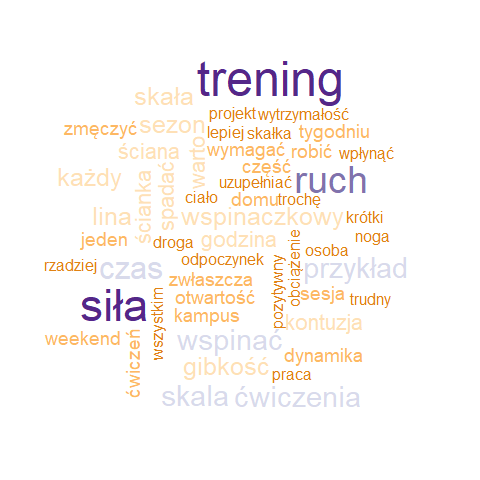 trening
skała
projekt wytrzymałość
zmęczyć sezon lepiej skałka tygodniu
ściana warto wymagać robić wpłynąć
część
każdy ścianka spadać uzupełniać ruch
ciało domu trochę
lina wspinaczkowy krótki
jeden droga godzina noga
obciążenie osoba
rzadziej czas odpoczynek pozytywny przykład
zwłaszcza
siła wszystkim otwartość sesja trudny
kampus kontuzja
weekend ćwiczeń wspinać
gibkość dynamika
praca
skala ćwiczenia